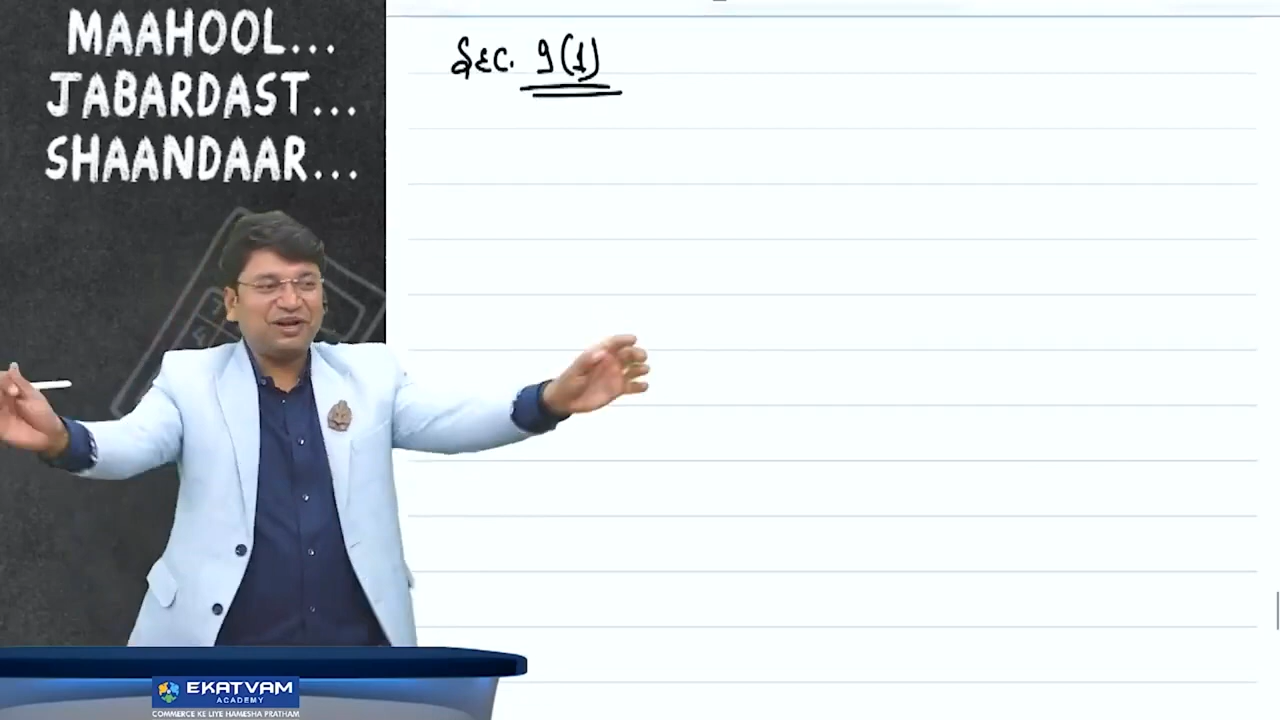 MAAHOOL...
JABARDAST...
SHAANDAAR...
Sec. 9(1)
EKATVAM
ACADEMY
COMMERCE KE LIYE HAMESHA PRATHAM